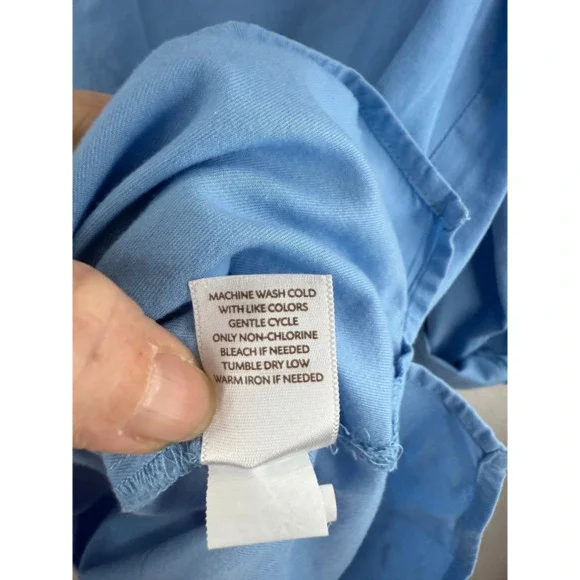 MACHINE WASH COLD
WITH LIKE COLORS
GENTLE CYCLE
ONLY NON-CHLORINE
BLEACH IF NEEDED
TUMBLE DRY LOW
WARM IRON IF NEEDED